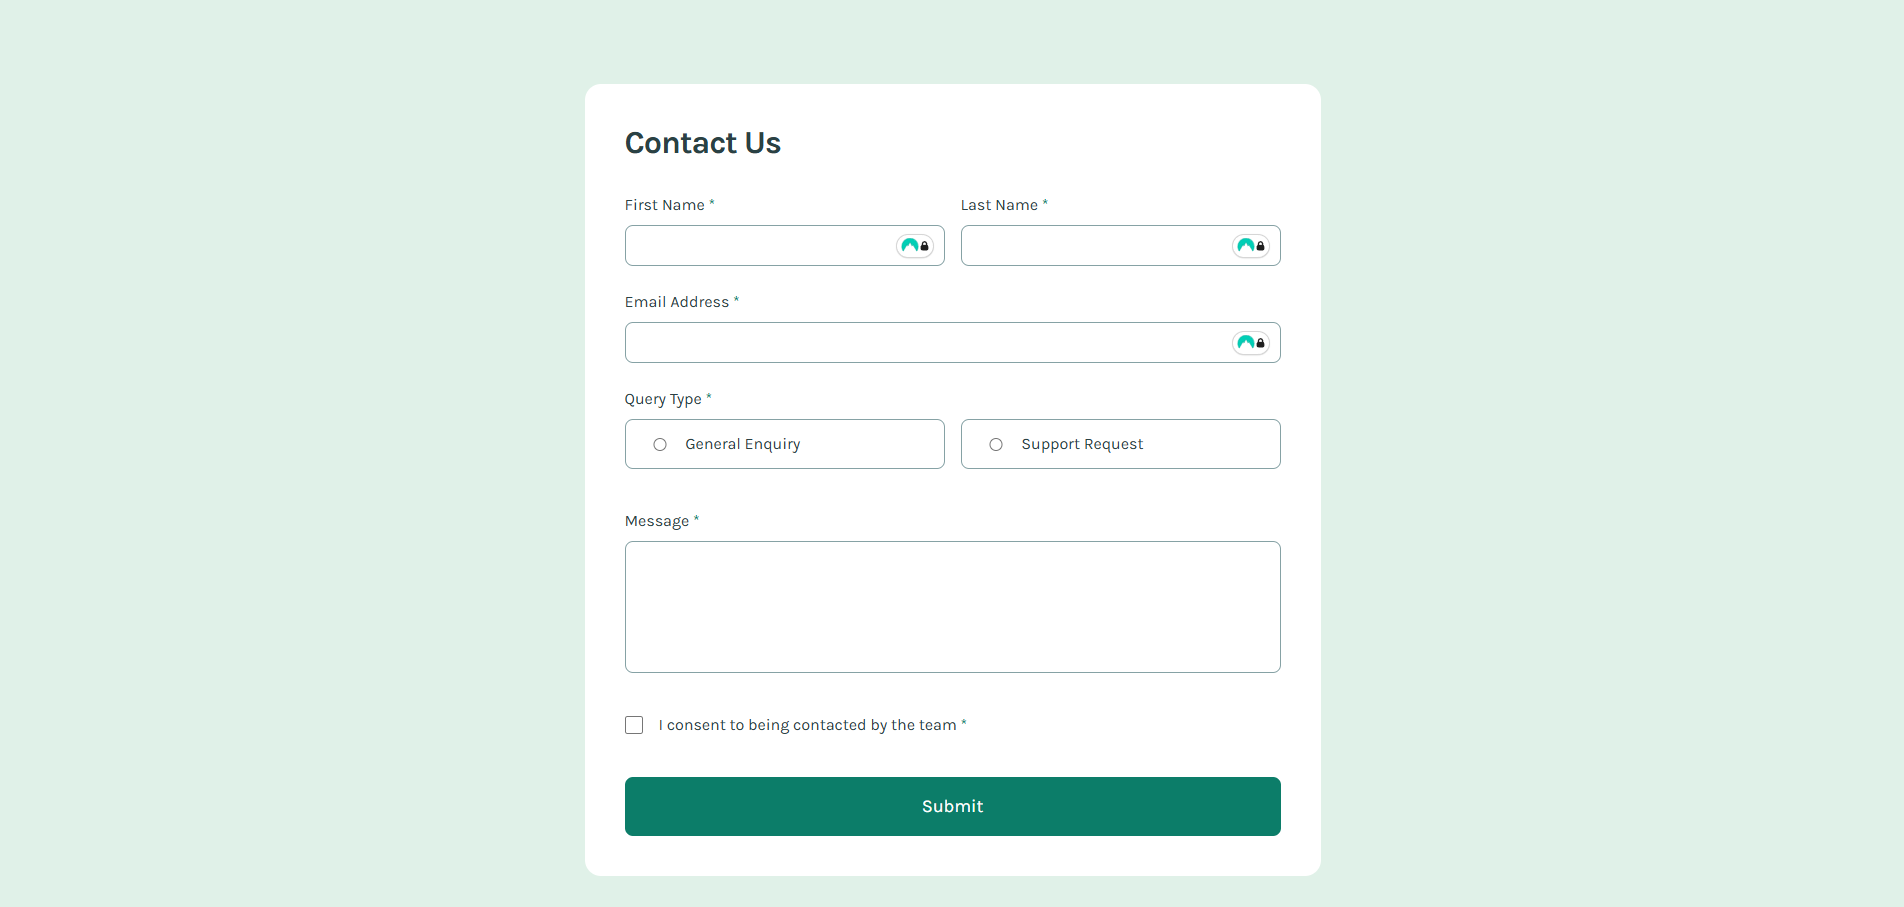 Contact Us
First Name *
Last Name *
Email Address *
Query Type *
General Enquiry
Support Request
Message *
I consent to being contacted by the team *
Submit